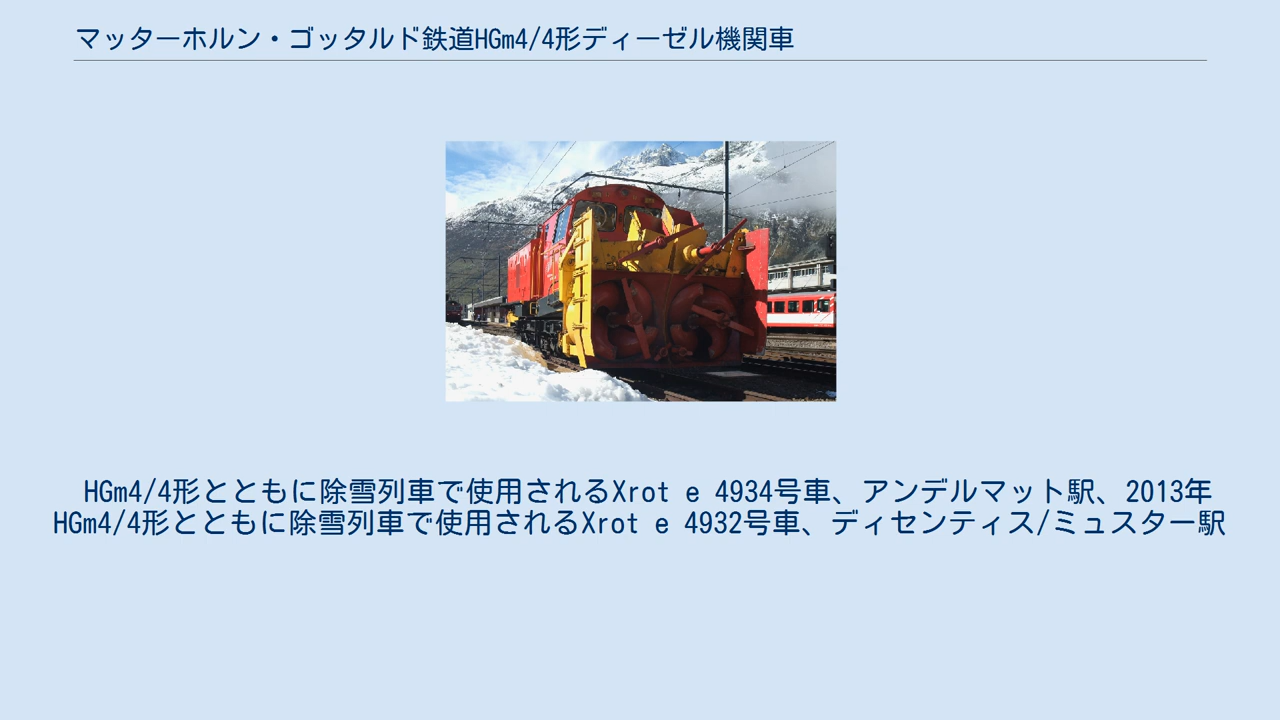 マッターホルン・ゴッタルド鉄道HGm4/4形ディーゼル機関車
HGm4/4形とともに除雪列車で使用されるXrot e 4934号車、アンデルマット駅、2013年
HGm4/4形とともに除雪列車で使用されるXrot e 4932号車、ディセンティス/ミュスター駅